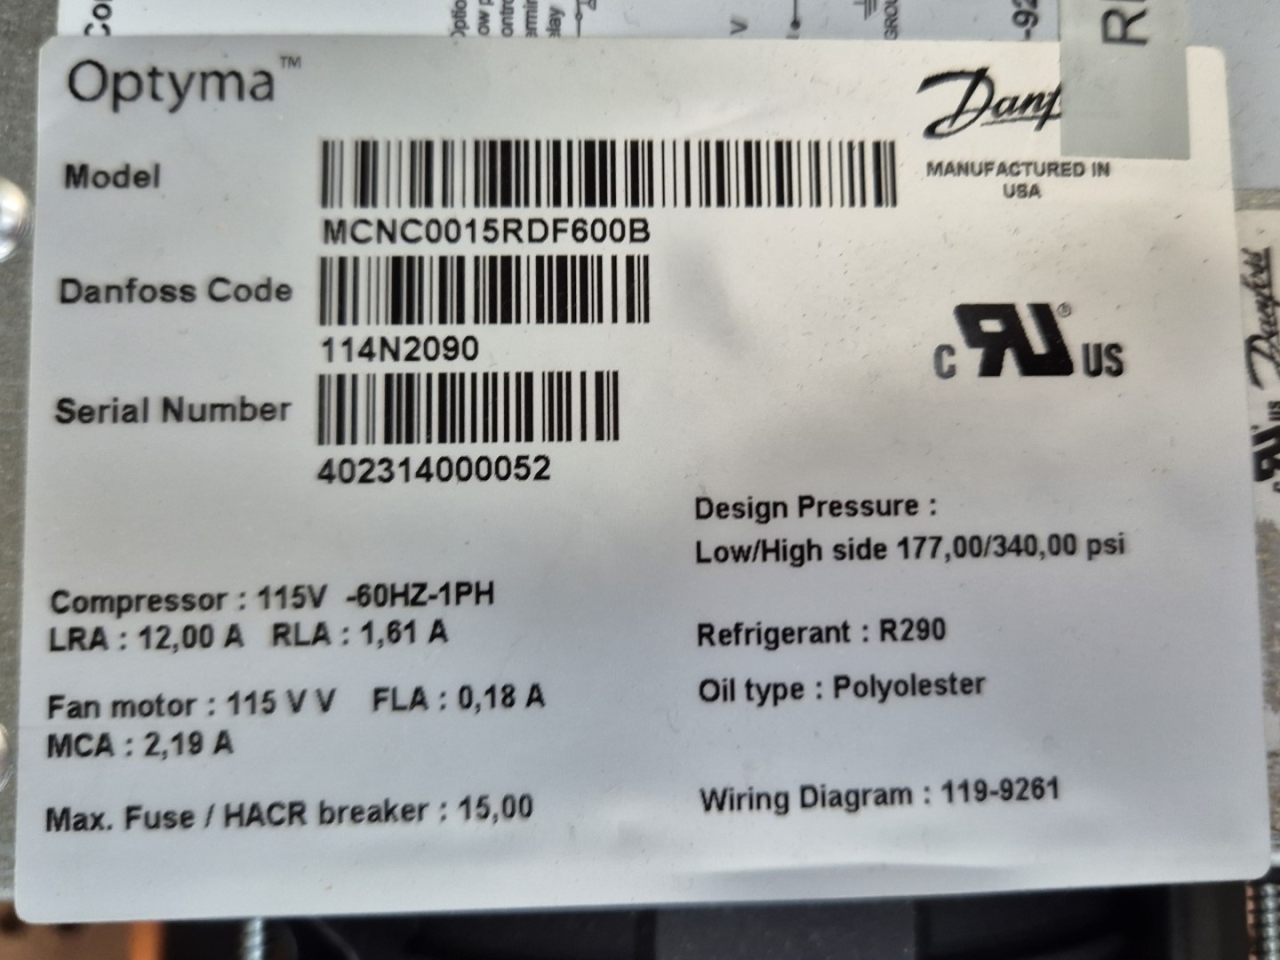 Optyma™
Danf
MANUFACTURED IN
USA
Model
MCNC0015RDF600B
Danfoss Code
114N2090
Serial Number
402314000052
C RU® US
Design Pressure :
Low/High side 177,00/340,00 psi
Compressor : 115V -60HZ-1PH
LRA : 12,00 A RLA : 1,61 A
Refrigerant : R290
Oil type : Polyolester
Fan motor : 115 V V FLA : 0,18 A
MCA : 2,19 A
Max. Fuse / HACR breaker : 15,00
Wiring Diagram : 119-9261